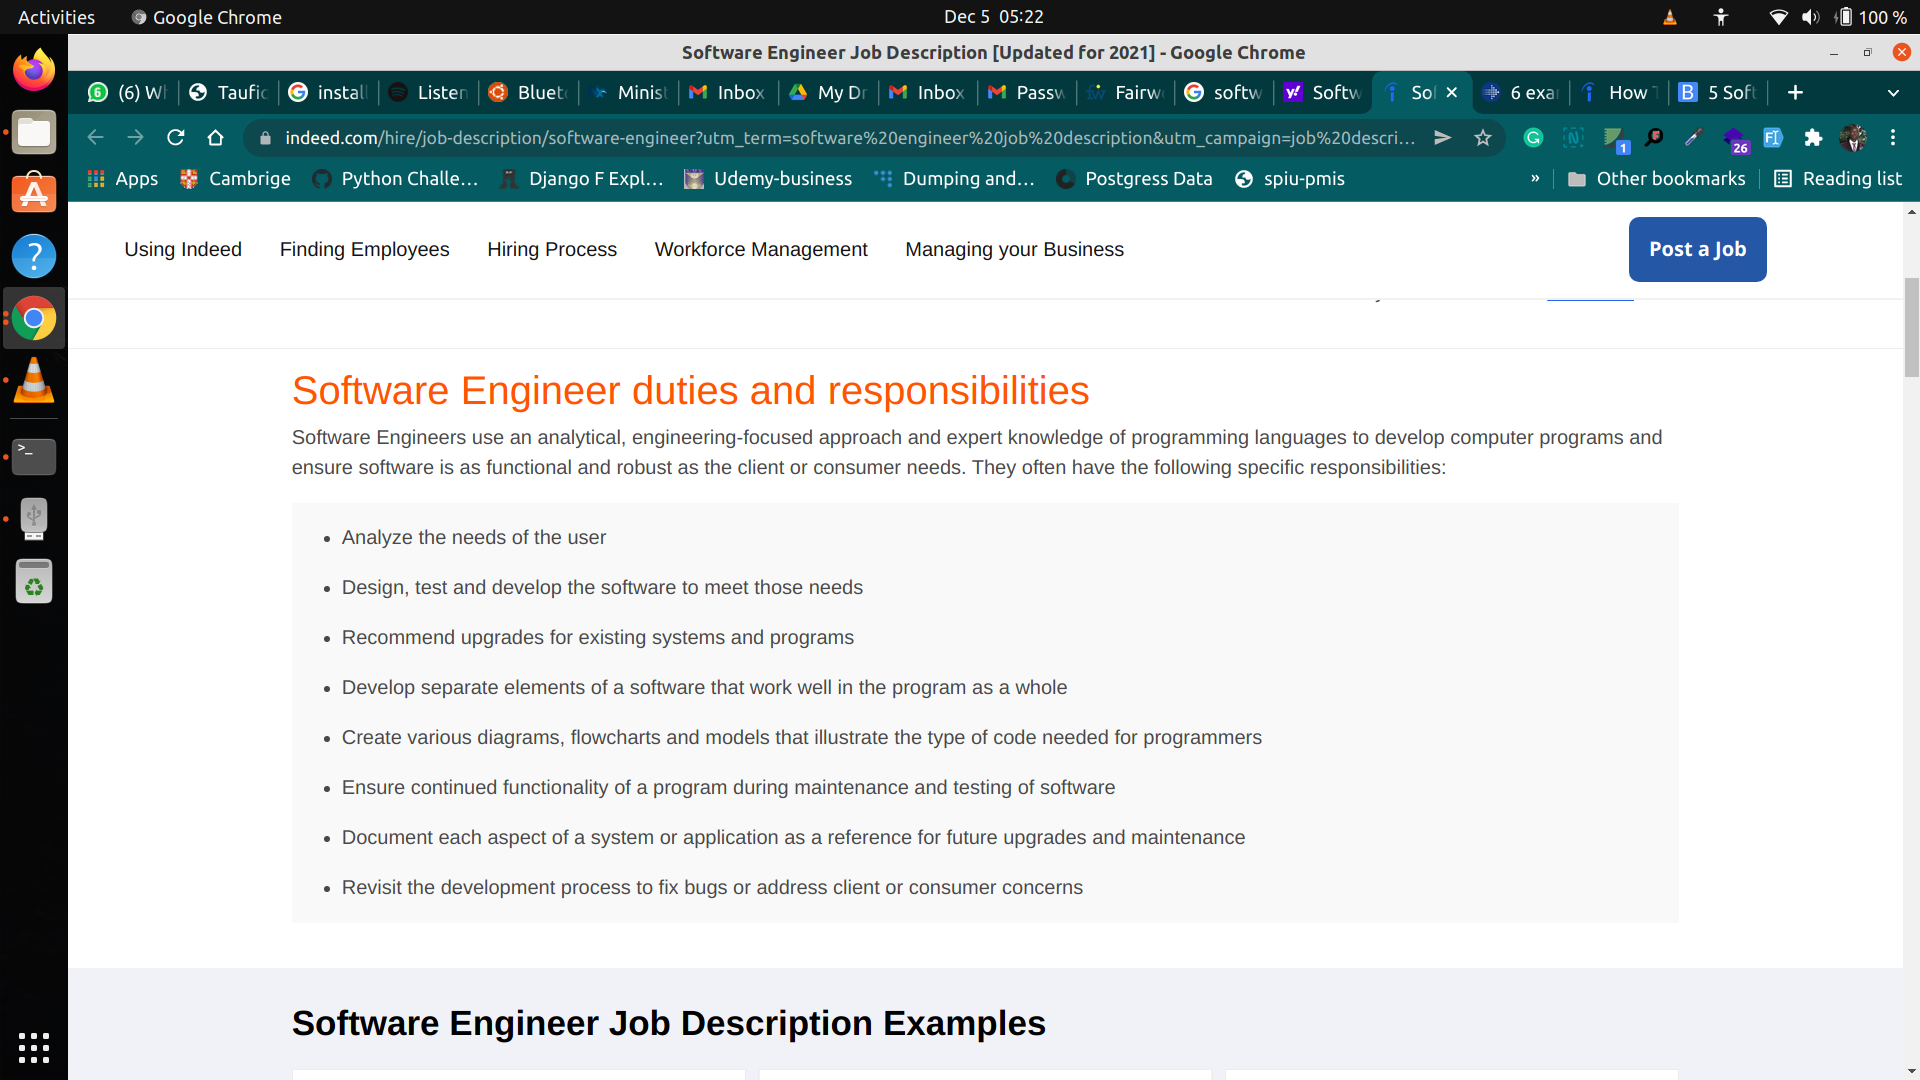 Activities Google Chrome Dec 5 05:22 100 %
Software Engineer Job Description [Updated for 2021] - Google Chrome
(6) W Taufic install Listen Bluet Minist Inbox My Dr Inbox Passw Fairw softw Softw Sof 6 exar How T 5 Soft
indeed.com/hire/job-description/software-engineer?utm_term=software%20engineer%20job%20description&utm_campaign=job%20descri... 1 26
Apps Cambrige Python Challe... Django F Expl... Udemy-business Dumping and... Postgress Data spiu-pmis » Other bookmarks Reading list
Using Indeed Finding Employees Hiring Process Workforce Management Managing your Business Post a Job
Software Engineer duties and responsibilities
Software Engineers use an analytical, engineering-focused approach and expert knowledge of programming languages to develop computer programs and
ensure software is as functional and robust as the client or consumer needs. They often have the following specific responsibilities:
• Analyze the needs of the user
• Design, test and develop the software to meet those needs
• Recommend upgrades for existing systems and programs
• Develop separate elements of a software that work well in the program as a whole
• Create various diagrams, flowcharts and models that illustrate the type of code needed for programmers
• Ensure continued functionality of a program during maintenance and testing of software
• Document each aspect of a system or application as a reference for future upgrades and maintenance
• Revisit the development process to fix bugs or address client or consumer concerns
Software Engineer Job Description Examples